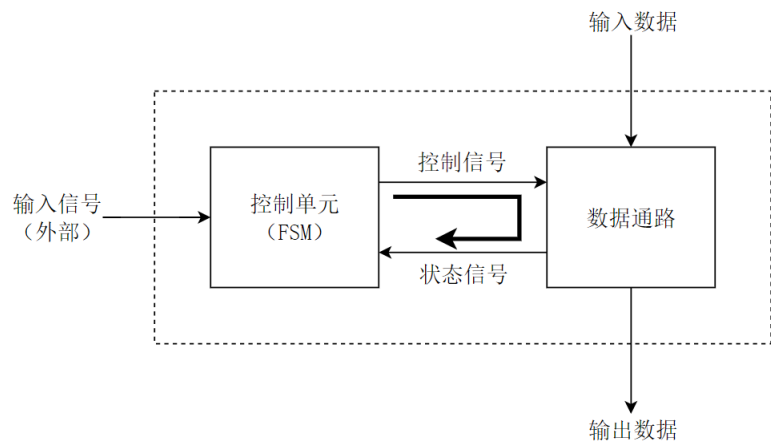 输入数据
控制信号
输入信号
（外部）
控制单元
（FSM）
数据通路
状态信号
输出数据